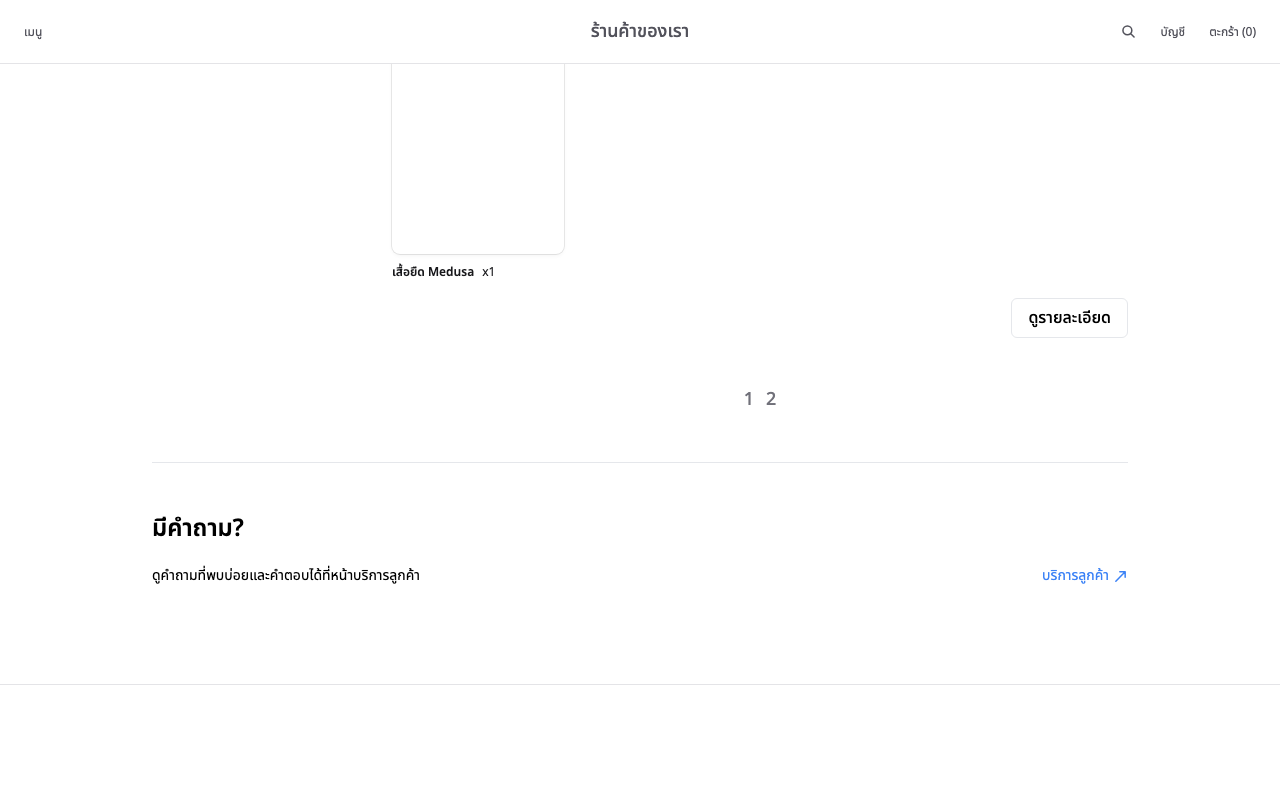 เมนู
ร้านค้าของเรา
บัญชี
ตะกร้า (0)
เสื้อยืด Medusa x1
ดูรายละเอียด
1 2
มีคำถาม?
ดูคำถามที่พบบ่อยและคำตอบได้ที่หน้าบริการลูกค้า
บริการลูกค้า